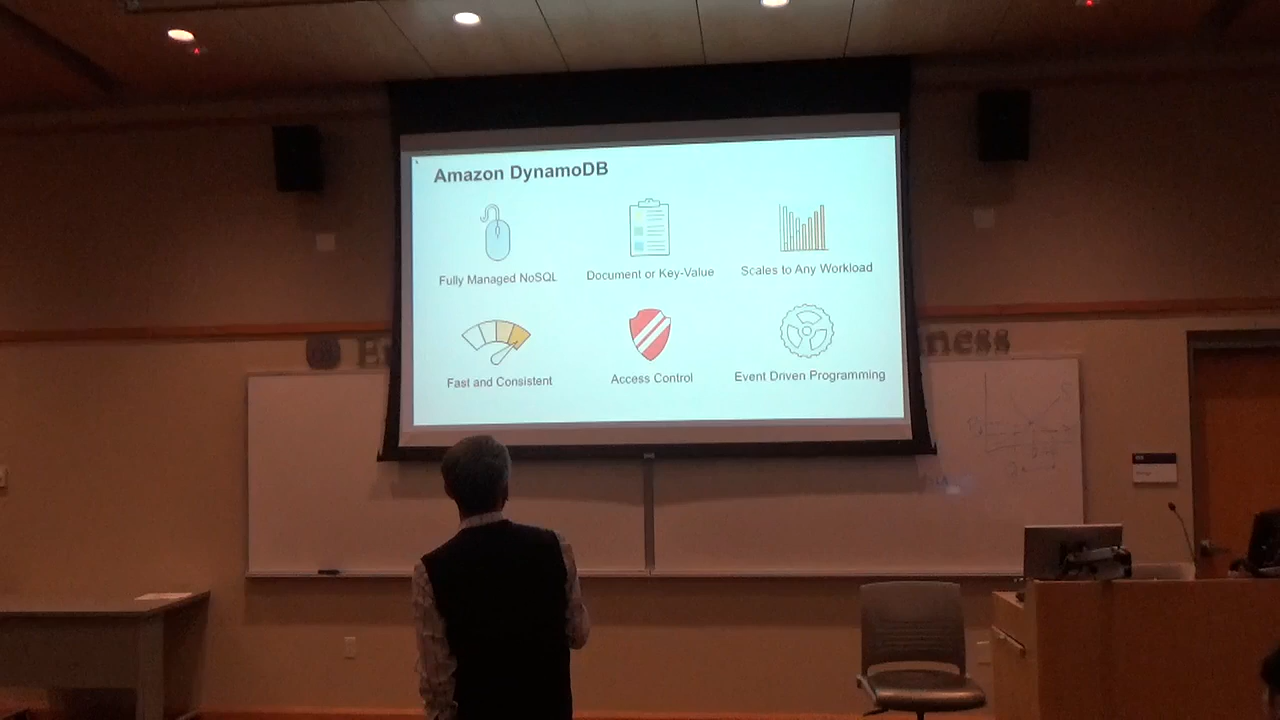 Amazon DynamoDB
Fully Managed NoSQL
Document or Key-Value
Scales to Any Workload
Fast and Consistent
Access Control
Event Driven Programming